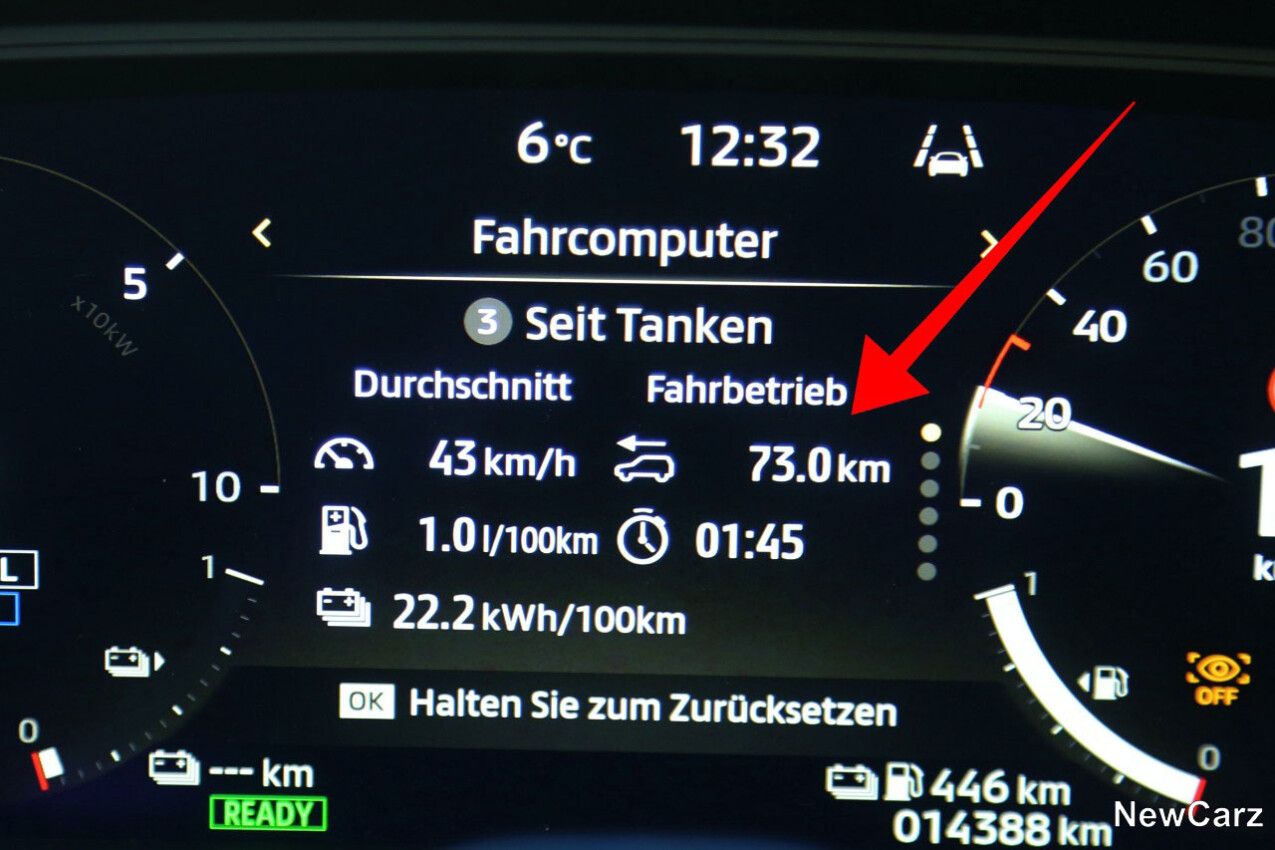 6°C 12:32
Fahrcomputer
3 Seit Tanken
Durchschnitt Fahrbetrieb
43 km/h 73.0 km
1.0 l/100km 01:45
22.2 kWh/100km
OK Halten Sie zum Zurücksetzen
--- km
READY
446 km
014388 km
5
x10kW
10
1
0
L
80
60
40
20
0
1
0
OFF
NewCarz